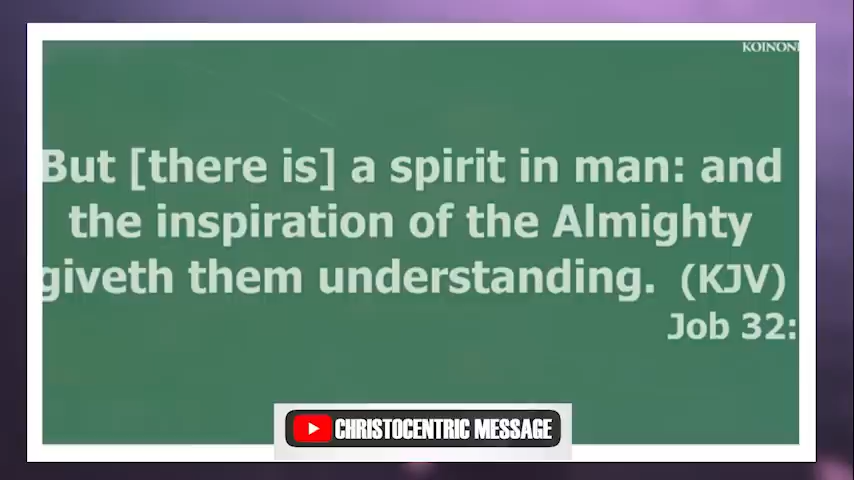 KOINONI
But [there is] a spirit in man: and
the inspiration of the Almighty
giveth them understanding. (KJV)
Job 32:
CHRISTOCENTRIC MESSAGE